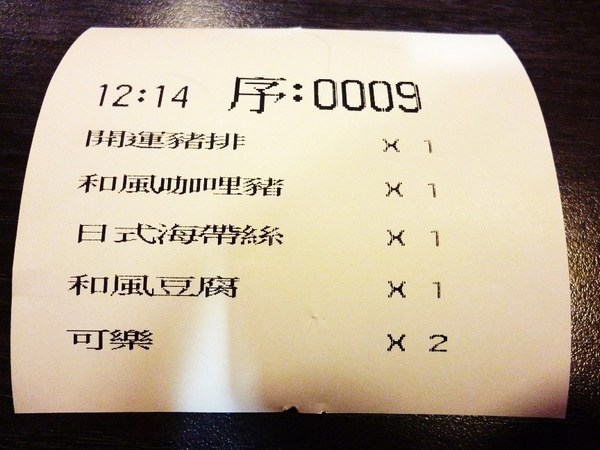 12:14 序:0009
開運豬排 X 1
和風咖哩豬 X 1
日式海帶絲 X 1
和風豆腐 X 1
可樂 X 2